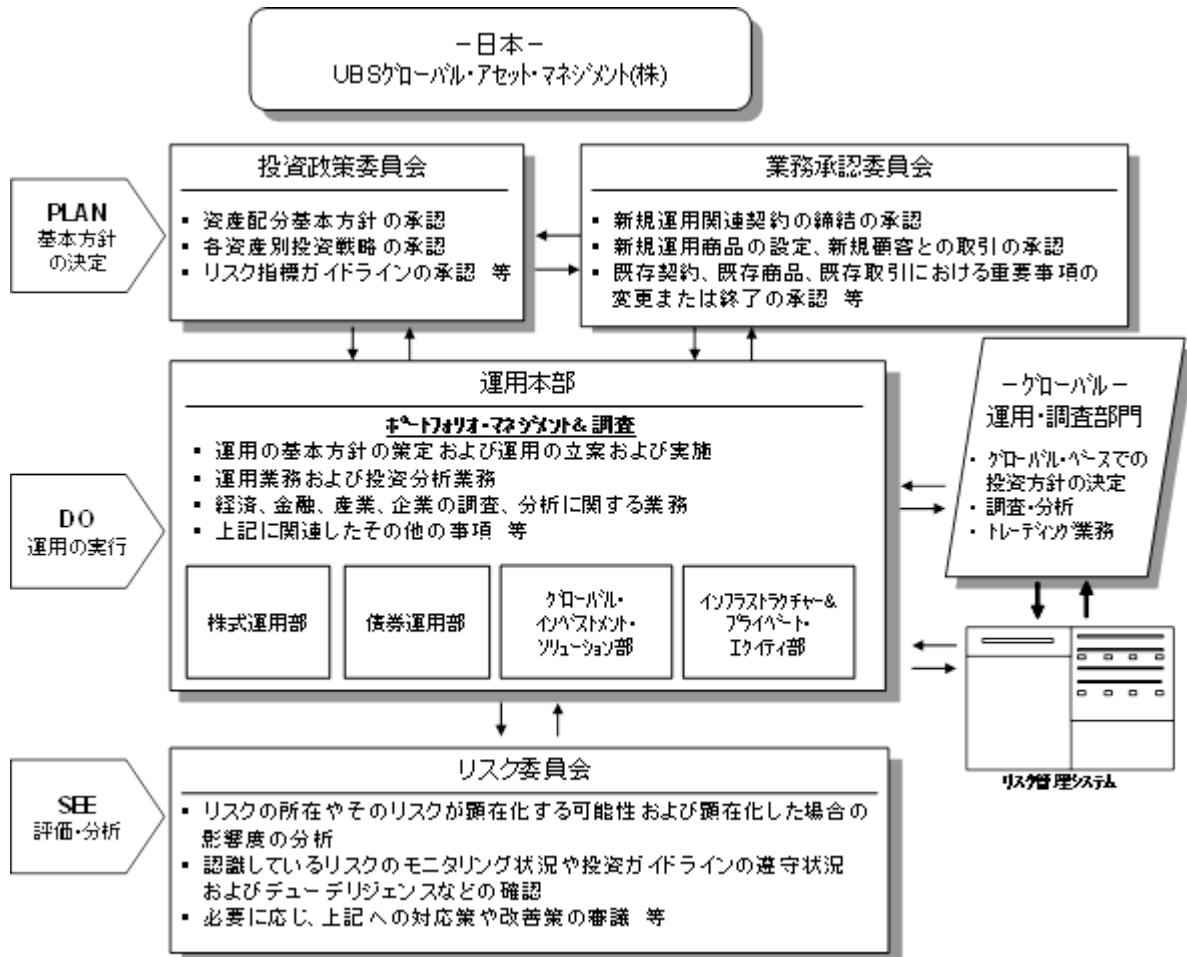 －日本－
UBSグローバル・アセット・マネジメント(株)
PLAN
基本方針
の決定
投資政策委員会
▪ 資産配分基本方針の承認
▪ 各資産別投資戦略の承認
▪ リスク指標ガイドラインの承認 等
業務承認委員会
▪ 新規運用関連契約の締結の承認
▪ 新規運用商品の設定、新規顧客との取引の承認
▪ 既存契約、既存商品、既存取引における重要事項の
変更または終了の承認 等
DO
運用の実行
運用本部
ポートフォリオ・マネジメント&調査
▪ 運用の基本方針の策定および運用の立案および実施
▪ 運用業務および投資分析業務
▪ 経済、金融、産業、企業の調査、分析に関する業務
▪ 上記に関連したその他の事項 等
株式運用部
債券運用部
グローバル・
インベストメント・
ソリューション部
インフラストラクチャー&
プライベート・
エクイティ部
－グローバル－
運用・調査部門
▪ グローバル・ベースでの
投資方針の決定
▪ 調査・分析
▪ トレーディング業務
リスク管理システム
SEE
評価・分析
リスク委員会
▪ リスクの所在やそのリスクが顕在化する可能性および顕在化した場合の
影響度の分析
▪ 認識しているリスクのモニタリング状況や投資ガイドラインの遵守状況
およびデューデリジェンスなどの確認
▪ 必要に応じ、上記への対応策や改善策の審議 等